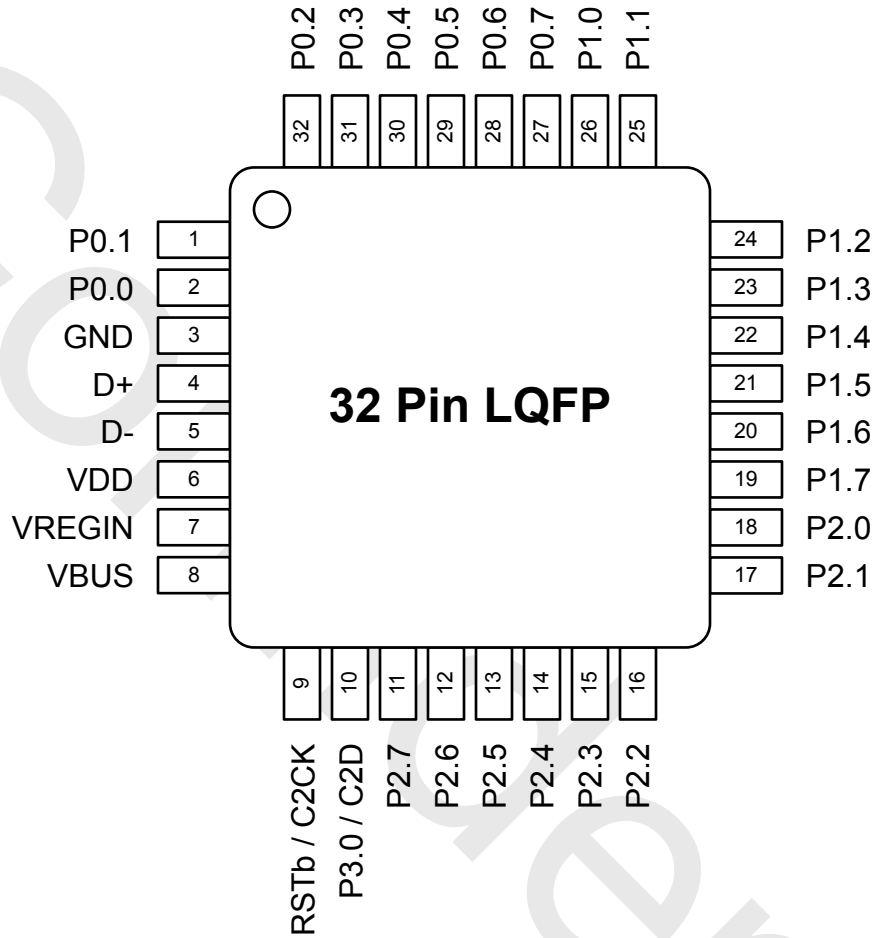 P0.2
P0.3
P0.4
P0.5
P0.6
P0.7
P1.0
P1.1
32
31
30
29
28
27
26
25
P0.1 1
P0.0 2
GND 3
D+ 4
D- 5
VDD 6
VREGIN 7
VBUS 8
32 Pin LQFP
24 P1.2
23 P1.3
22 P1.4
21 P1.5
20 P1.6
19 P1.7
18 P2.0
17 P2.1
9
10
11
12
13
14
15
16
RSTb / C2CK
P3.0 / C2D
P2.7
P2.6
P2.5
P2.4
P2.3
P2.2